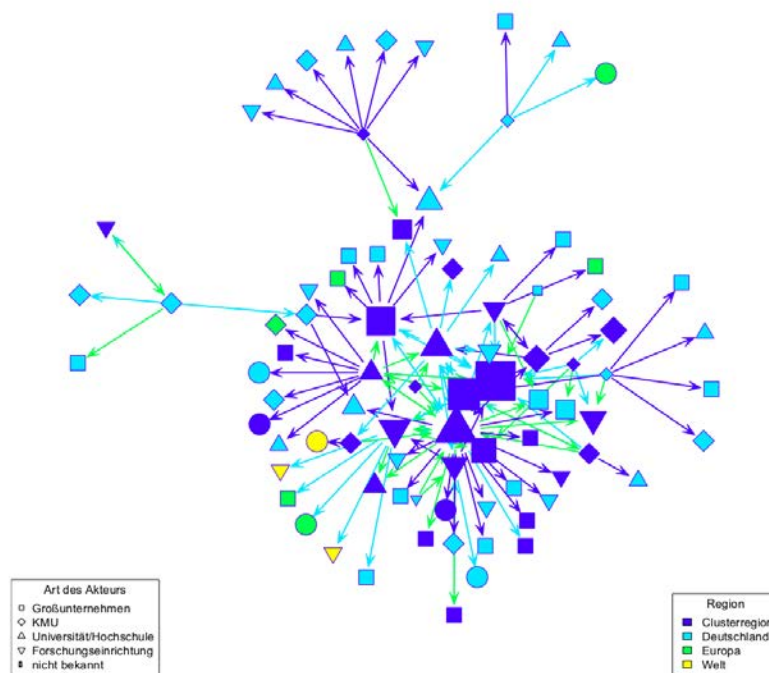 Art des Akteurs
Großunternehmen
KMU
Universität/Hochschule
Forschungseinrichtung
nicht bekannt
Region
Clusterregion
Deutschland
Europa
Welt